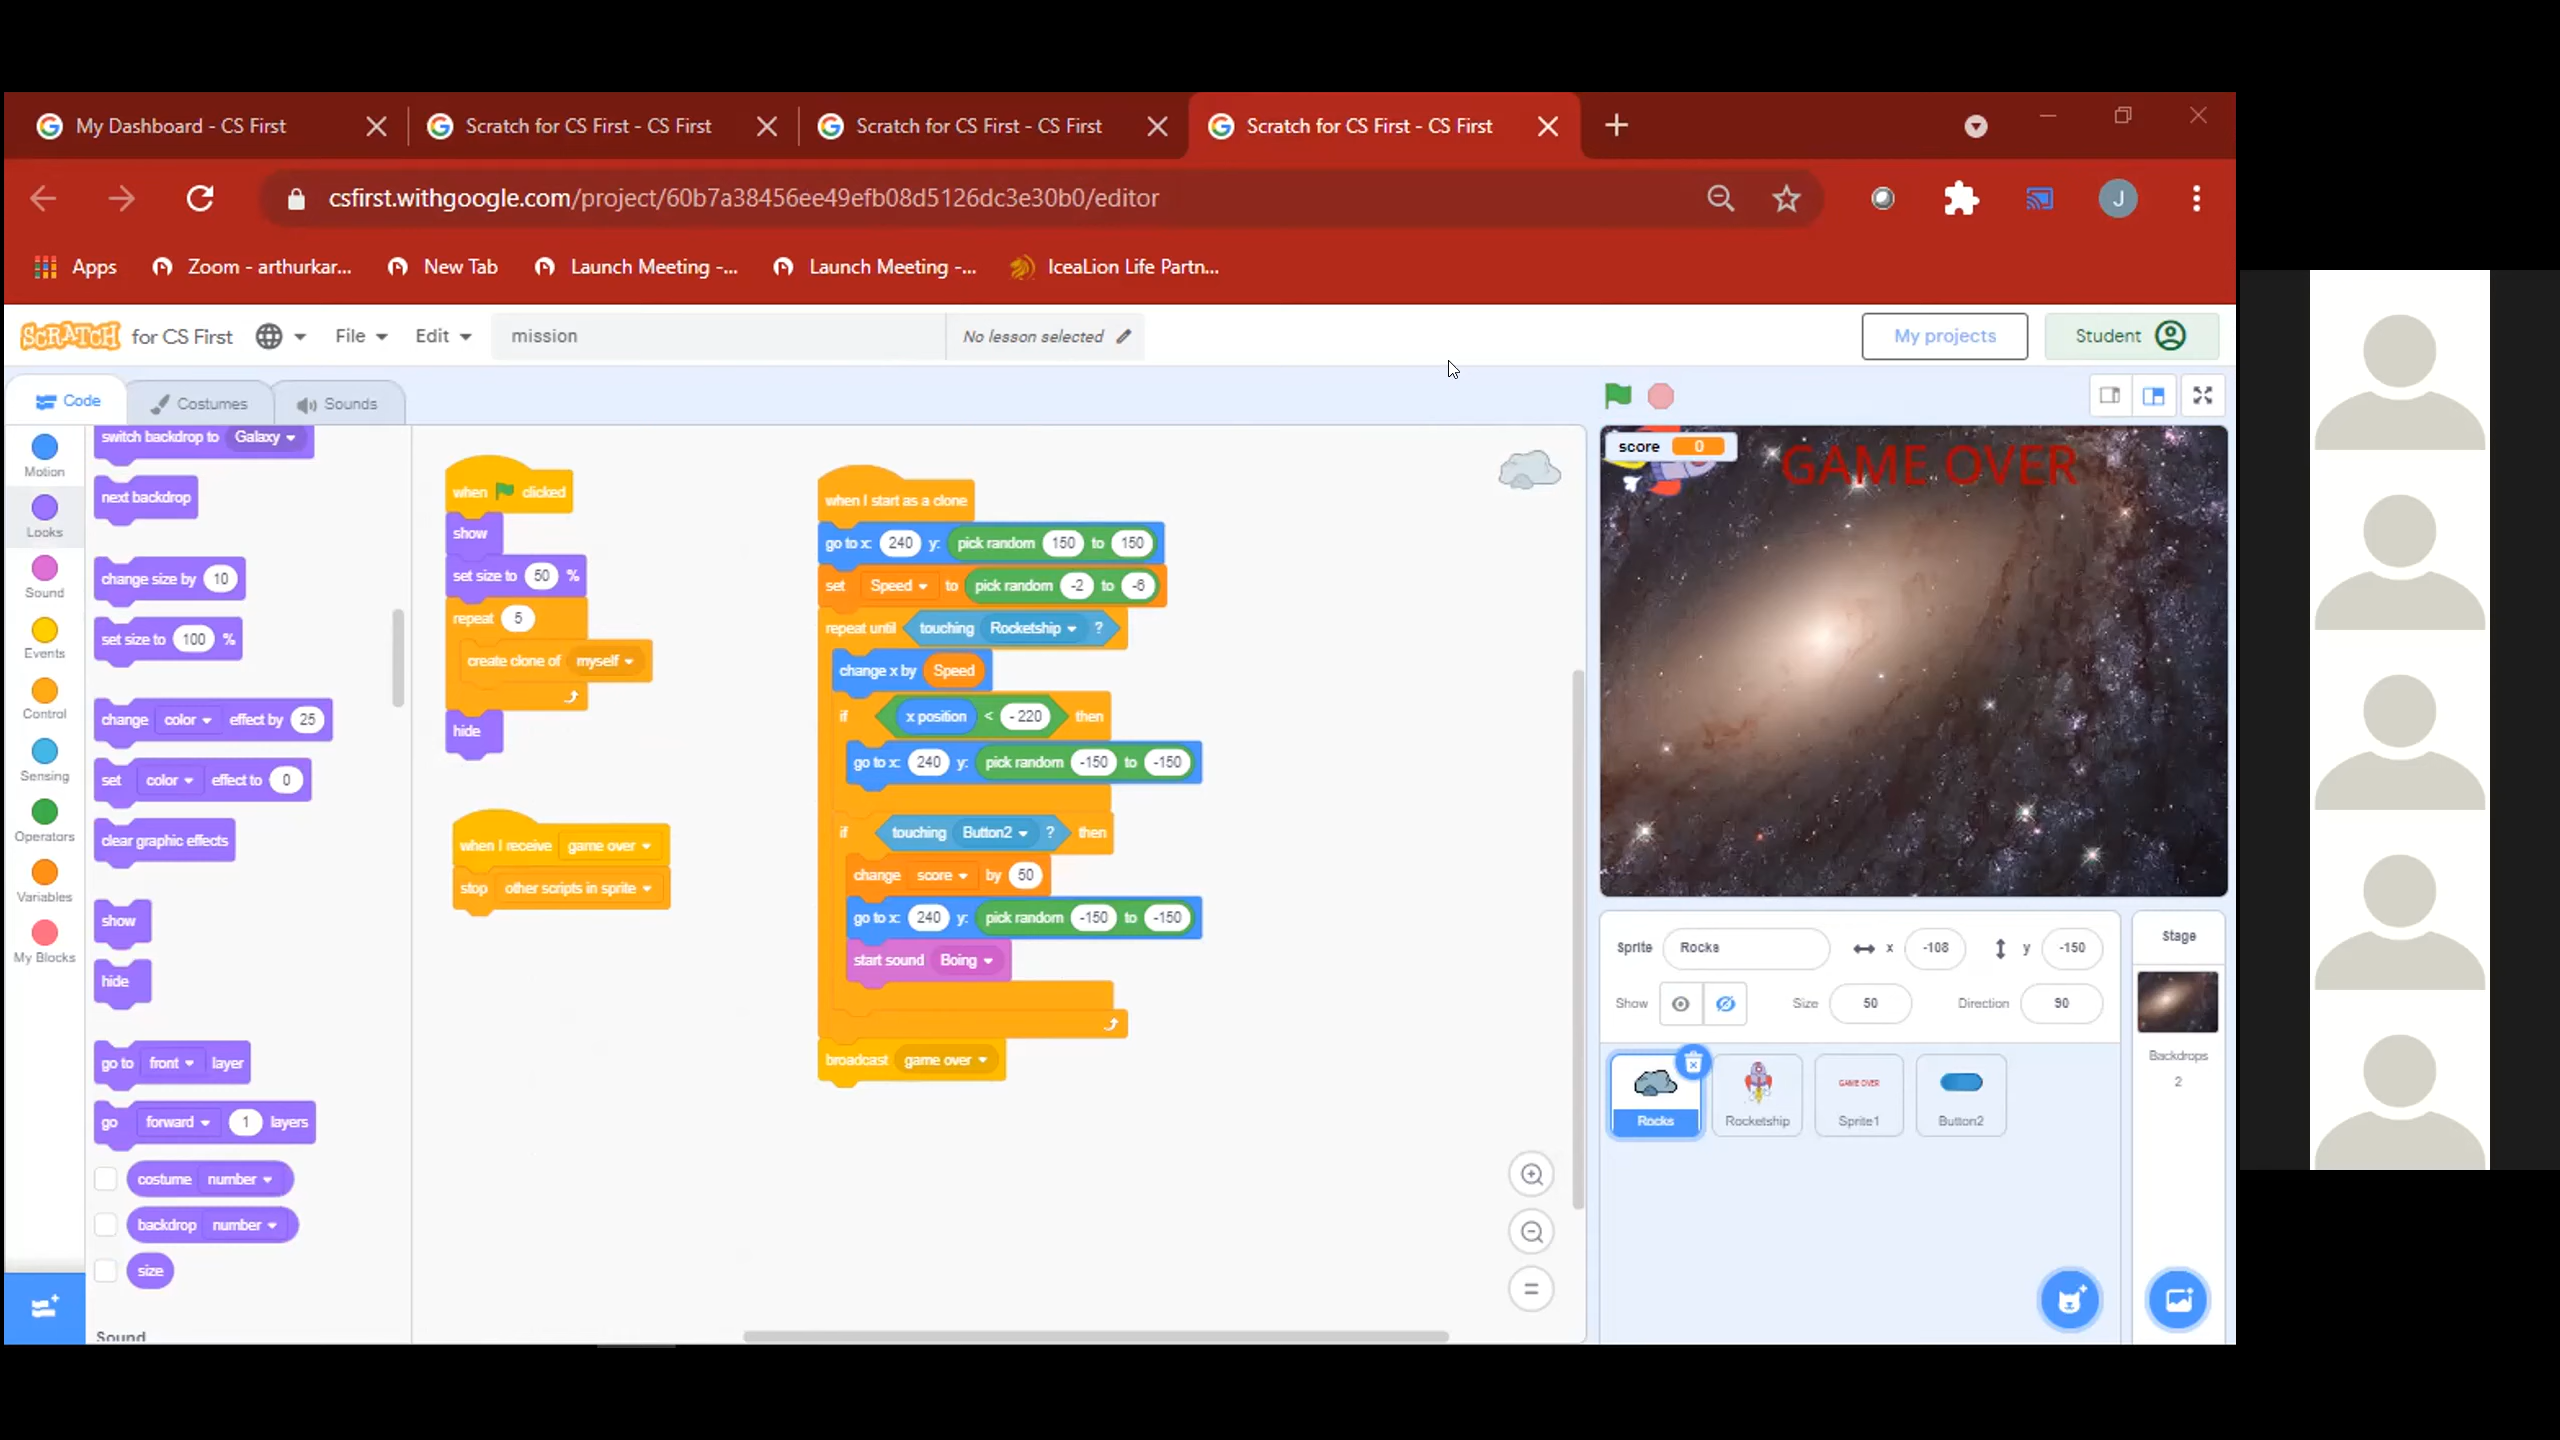 My Dashboard - CS First
Scratch for CS First - CS First
Scratch for CS First - CS First
Scratch for CS First - CS First
csfirst.withgoogle.com/project/60b7a38456ee49efb08d5126dc3e30b0/editor
J
Apps
Zoom - arthurkar...
New Tab
Launch Meeting -...
Launch Meeting -...
IceaLion Life Partn...
SCRATCH for CS First
File
Edit
mission
No lesson selected
My projects
Student
Code
Costumes
Sounds
Motion
Looks
Sound
Events
Control
Sensing
Operators
Variables
My Blocks
switch backdrop to Galaxy
next backdrop
change size by 10
set size to 100 %
change color effect by 25
set color effect to 0
clear graphic effects
show
hide
go to front layer
go forward 1 layers
costume number
backdrop number
size
Sound
when clicked
show
set size to 50 %
repeat 5
create clone of myself
hide
when I receive game over
stop other scripts in sprite
when I start as a clone
go to x: 240 y: pick random 150 to 150
set Speed to pick random -2 to -6
repeat until touching Rocketship ?
change x by Speed
if x position < - 220 then
go to x: 240 y: pick random -150 to -150
if touching Button2 ? then
change score by 50
go to x: 240 y: pick random -150 to -150
start sound Boing
broadcast game over
score 0
GAME OVER
Sprite Rocks x -108 y -150
Show Size 50 Direction 90
Rocks
Rocketship
GAME OVER
Sprite1
Button2
Stage
Backdrops
2